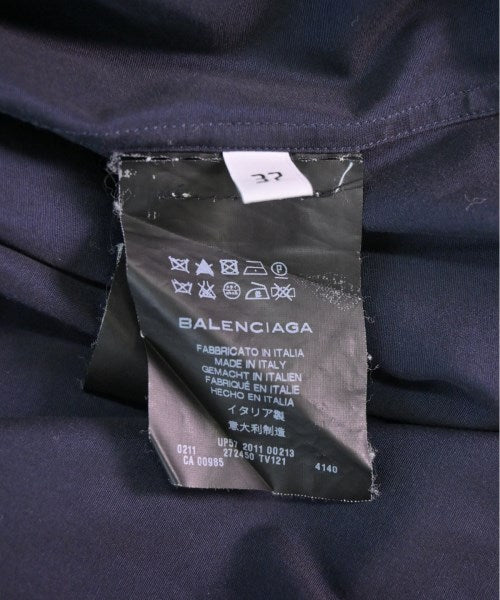 37
BALENCIAGA
FABBRICATO IN ITALIA
MADE IN ITALY
GEMACHT IN ITALIEN
FABRIQUÉ EN ITALIE
HECHO EN ITALIA
イタリア製
意大利制造
UP57 2011 00213
0211 272450 TV121 4140
CA 00985